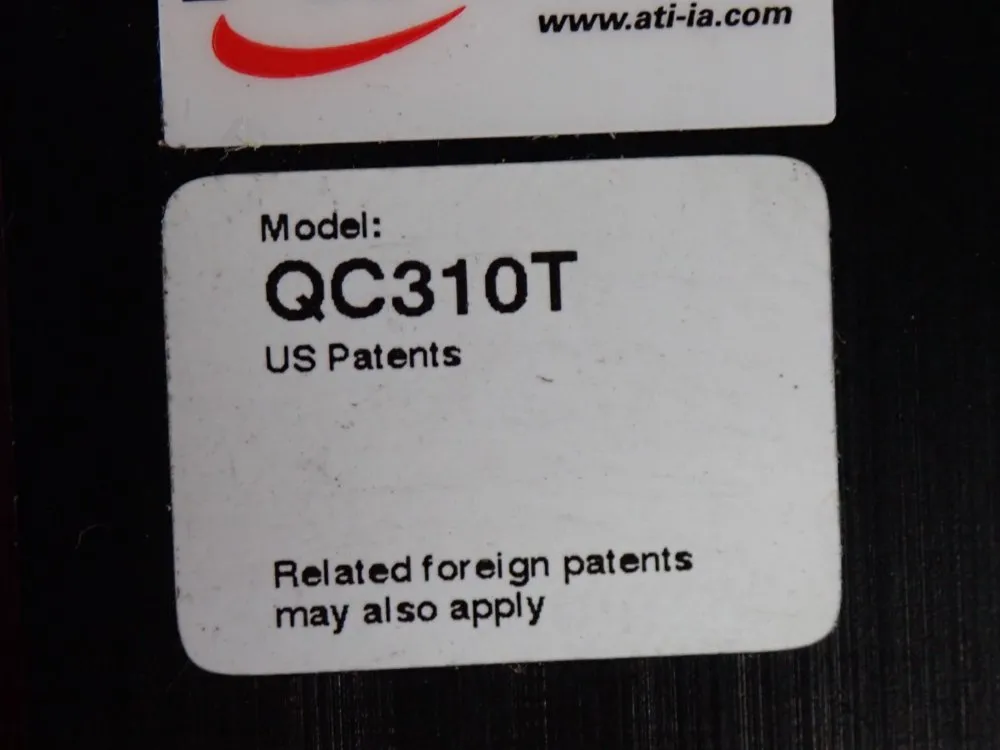 www.ati-ia.com
Model:
QC310T
US Patents
Related foreign patents
may also apply